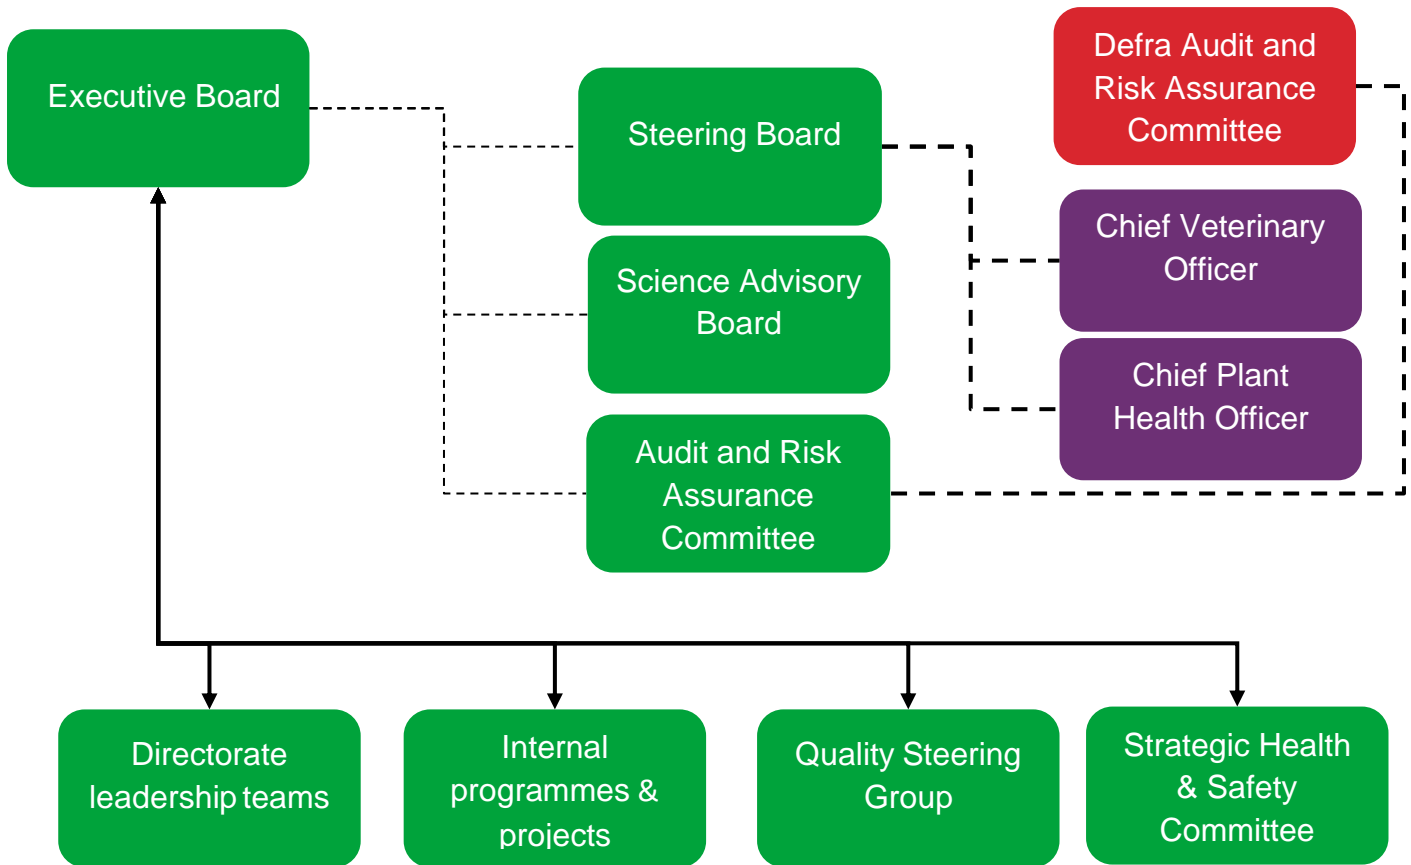 Executive Board
Steering Board
Defra Audit and
Risk Assurance
Committee
Science Advisory
Board
Chief Veterinary
Officer
Chief Plant
Health Officer
Audit and Risk
Assurance
Committee
Directorate
leadership teams
Internal
programmes &
projects
Quality Steering
Group
Strategic Health
& Safety
Committee